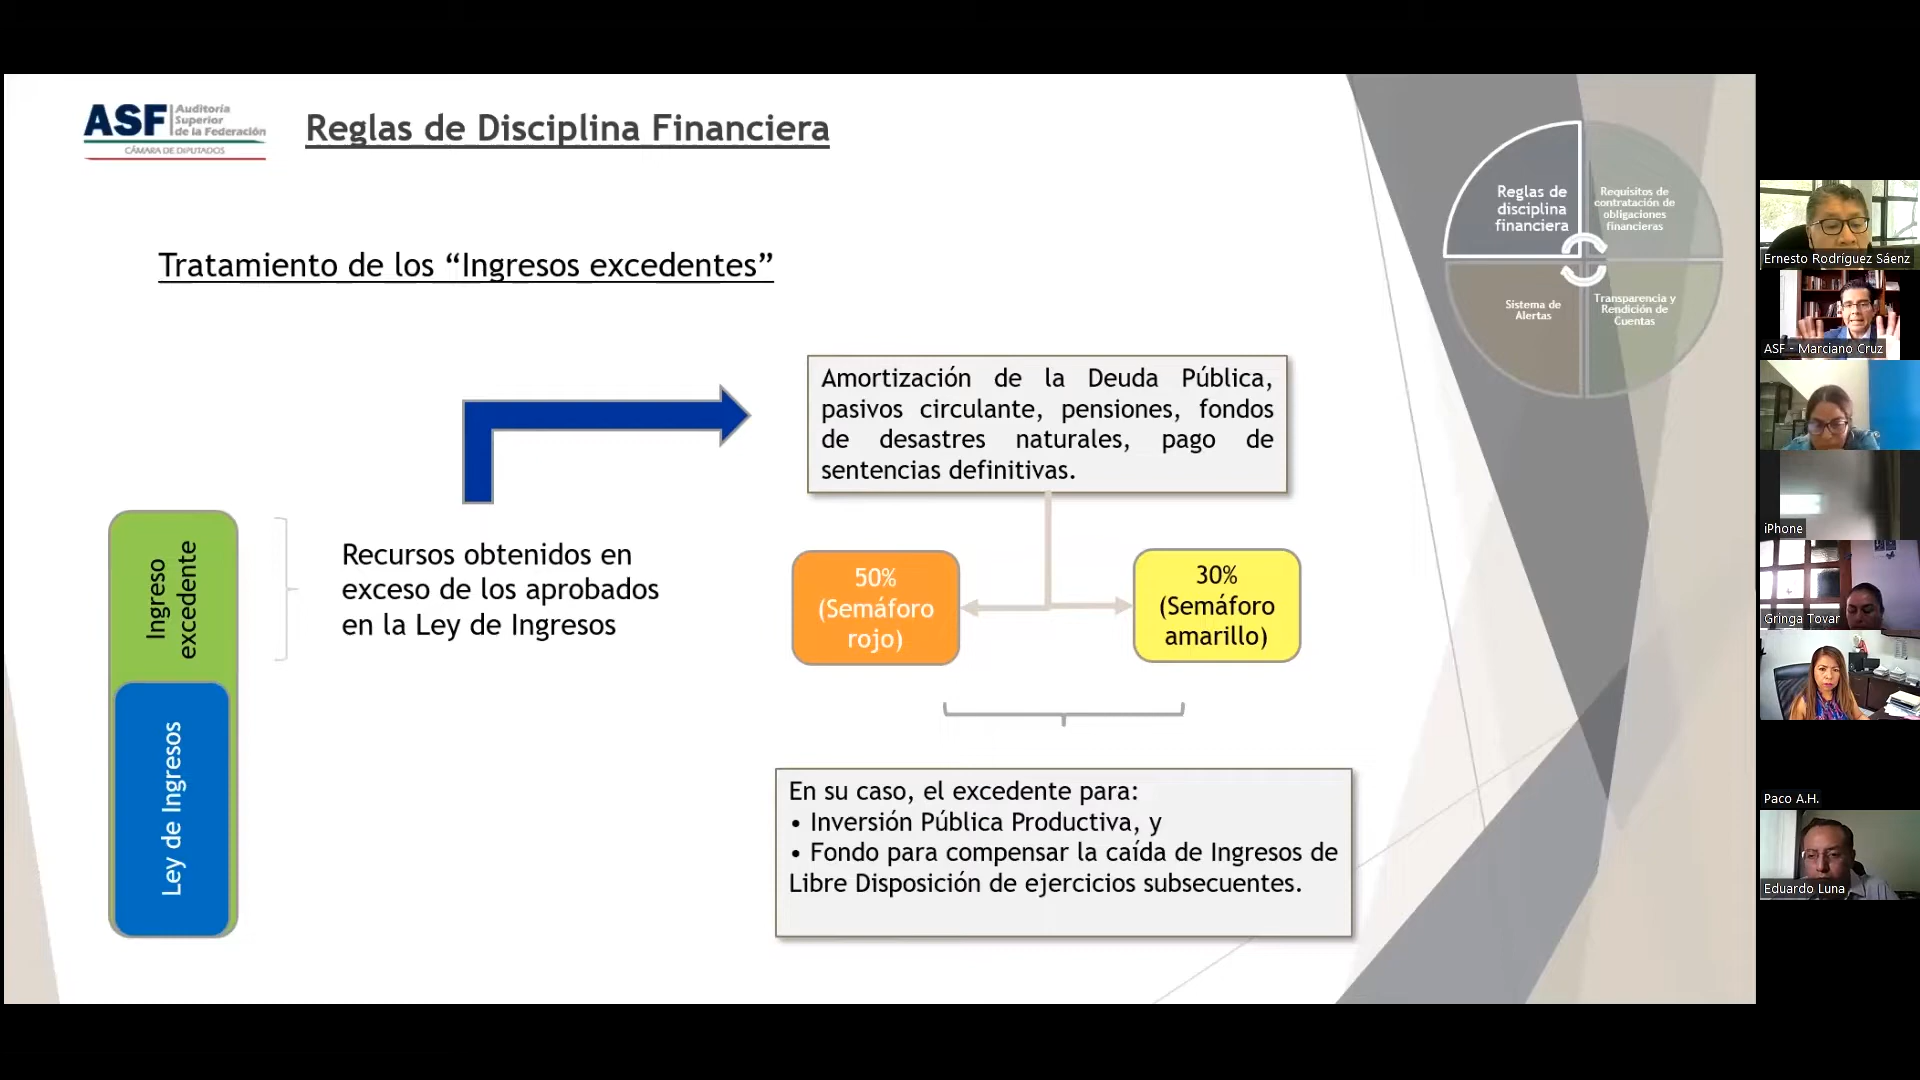 ASF
Auditoría
Superior
de la Federación
CÁMARA DE DIPUTADOS
Reglas de Disciplina Financiera
Reglas de
disciplina
financiera
Requisitos de
contratación de
obligaciones
financieras
Sistema de
Alertas
Transparencia y
Rendición de
Cuentas
Tratamiento de los “Ingresos excedentes”
Amortización de la Deuda Pública,
pasivos circulante, pensiones, fondos
de desastres naturales, pago de
sentencias definitivas.
Ingreso
excedente
Ley de Ingresos
Recursos obtenidos en
exceso de los aprobados
en la Ley de Ingresos
50%
(Semáforo
rojo)
30%
(Semáforo
amarillo)
En su caso, el excedente para:
• Inversión Pública Productiva, y
• Fondo para compensar la caída de Ingresos de
Libre Disposición de ejercicios subsecuentes.
Ernesto Rodríguez Sáenz
ASF - Marciano Cruz
iPhone
Gringa Tovar
Paco A.H.
Eduardo Luna